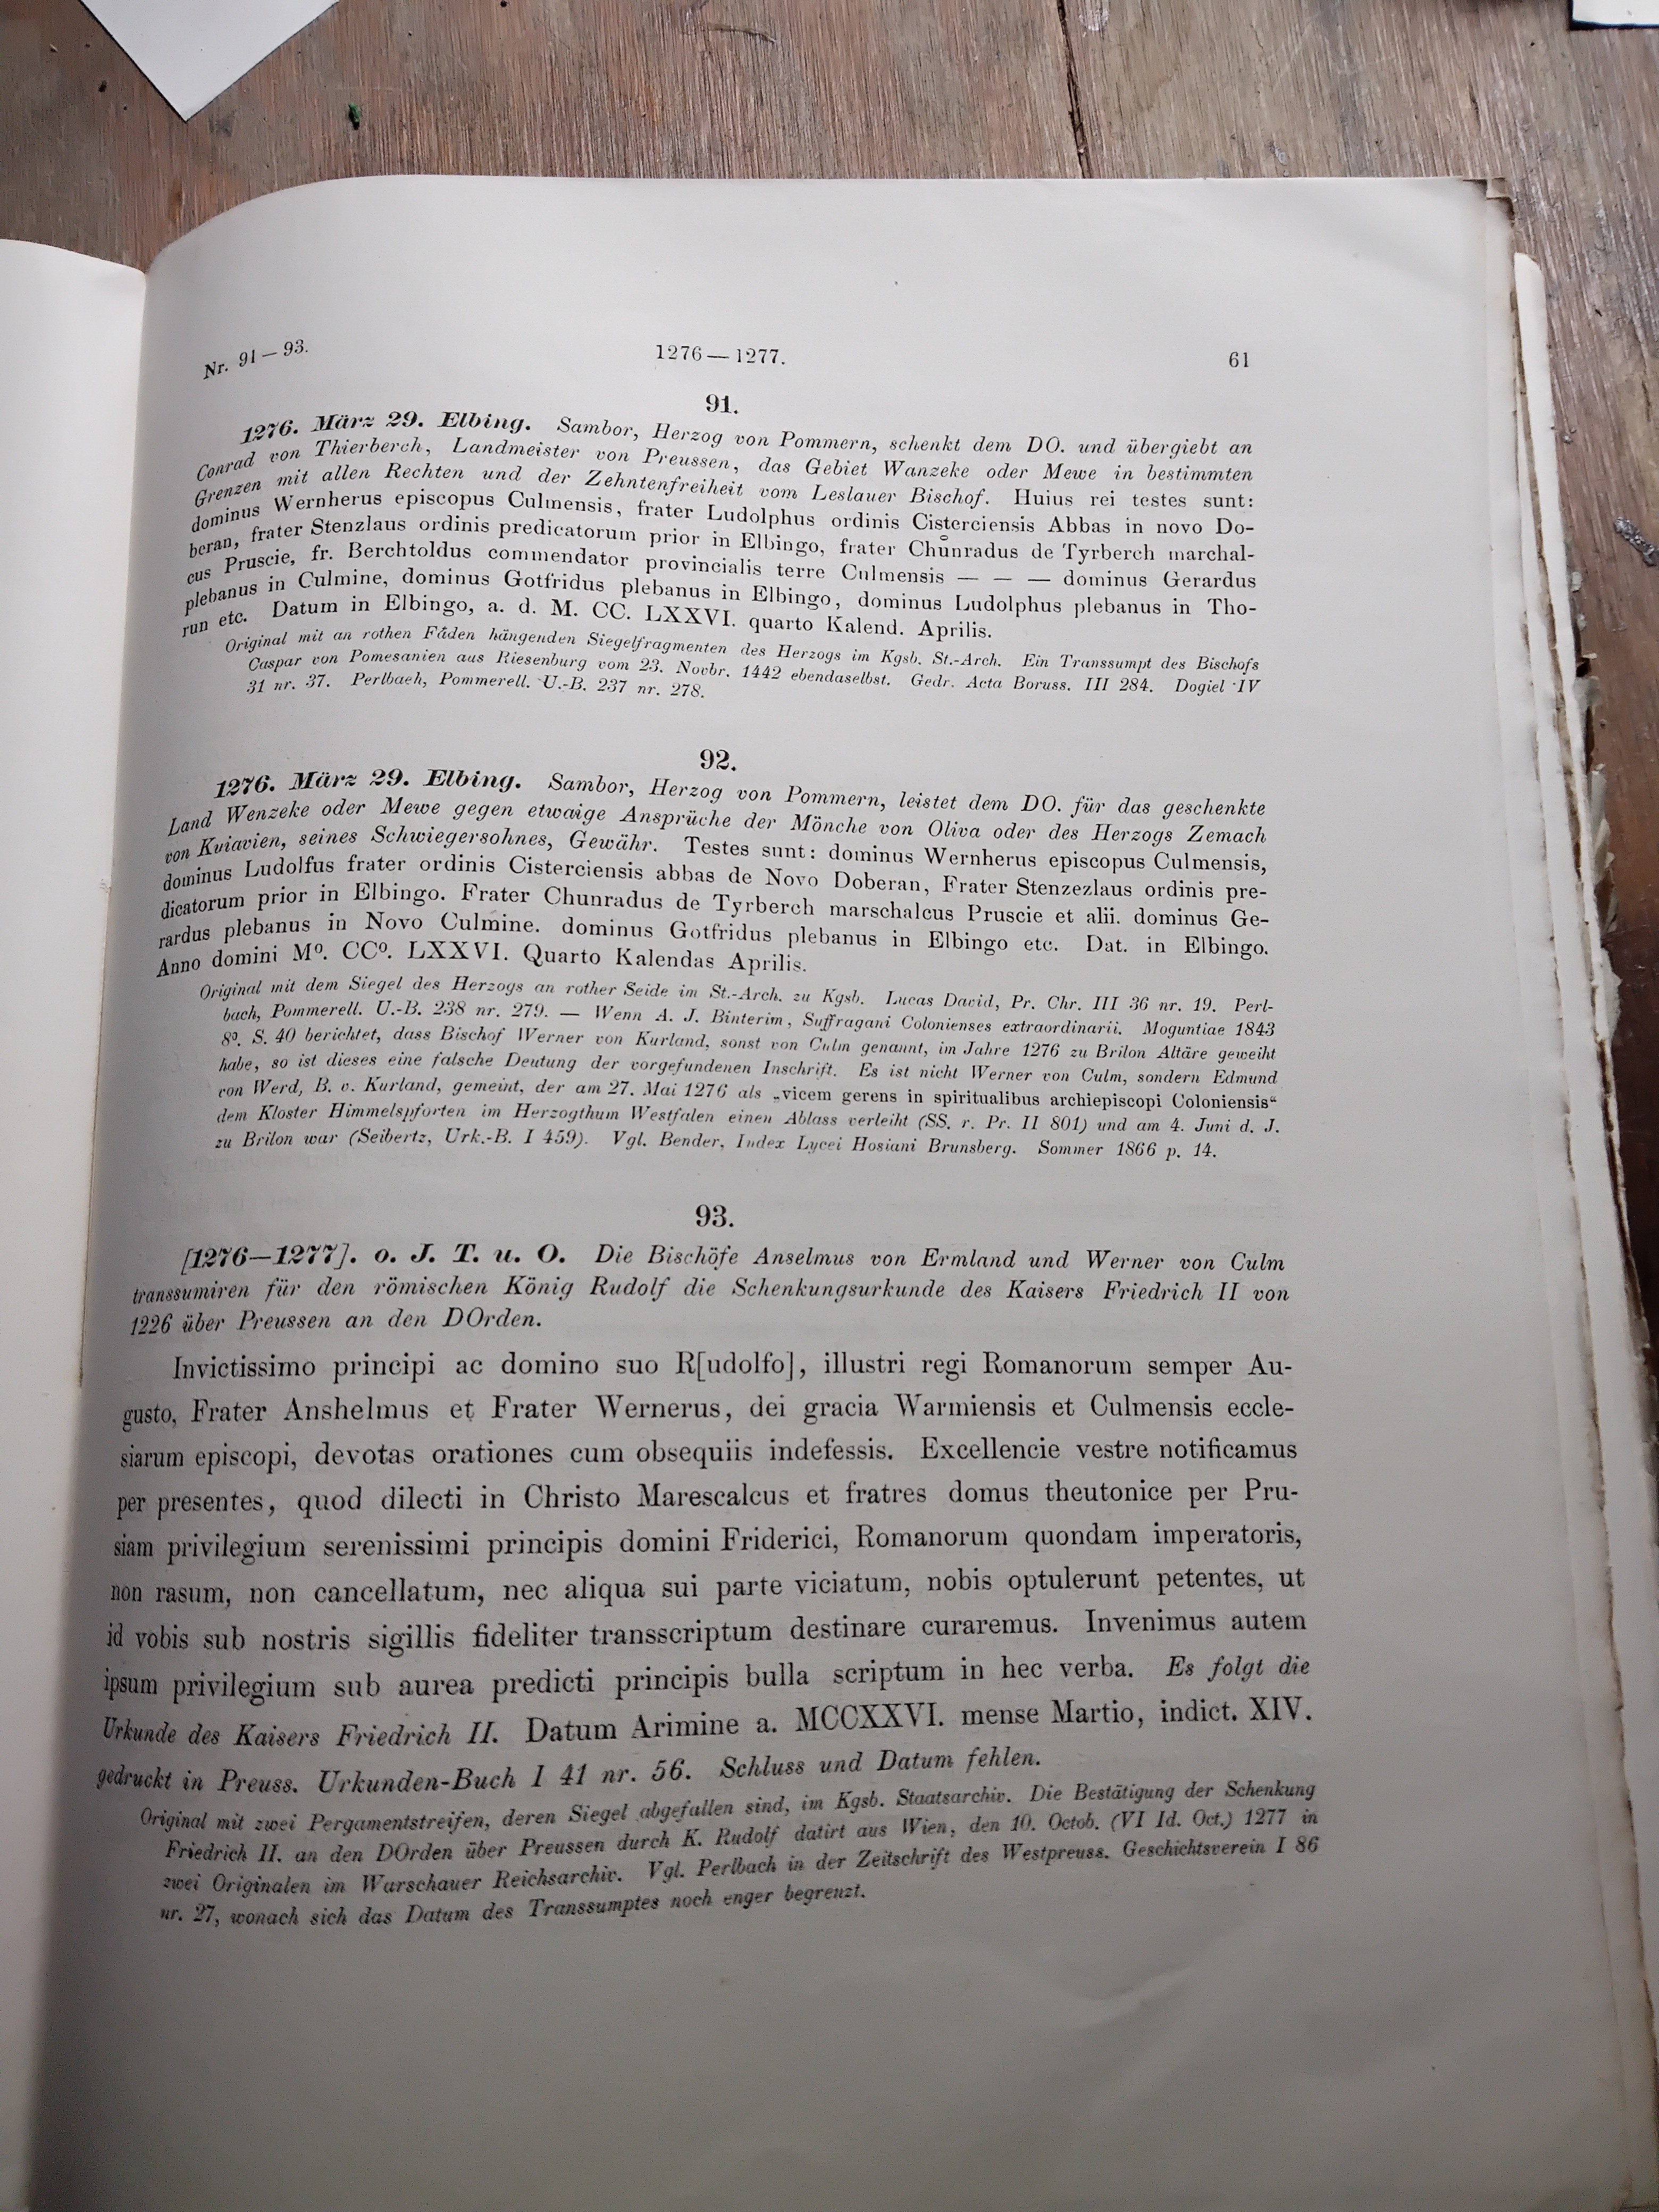 Nr. 91 — 93.
1276 — 1277.
61
91.
1276. März 29. Elbing. Sambor, Herzog von Pommern, schenkt dem DO. und übergiebt an
Conrad von Thierberch, Landmeister von Preussen, das Gebiet Wanzeke oder Mewe in bestimmten
Grenzen mit allen Rechten und der Zehntenfreiheit vom Leslauer Bischof. Huius rei testes sunt:
dominus Wernherus episcopus Culmensis, frater Ludolphus ordinis Cisterciensis Abbas in novo Do-
beran, frater Stenzlaus ordinis predicatorum prior in Elbingo, frater Chůnradus de Tyrberch marchal-
cus Pruscie, fr. Berchtoldus commendator provincialis terre Culmensis — — — dominus Gerardus
plebanus in Culmine, dominus Gotfridus plebanus in Elbingo, dominus Ludolphus plebanus in Tho-
run etc. Datum in Elbingo, a. d. M. CC. LXXVI. quarto Kalend. Aprilis.
Original mit an rothen Fäden hängenden Siegelfragmenten des Herzogs im Kgsb. St.-Arch. Ein Transsumpt des Bischofs
Caspar von Pomesanien aus Riesenburg vom 23. Novbr. 1442 ebendaselbst. Gedr. Acta Boruss. III 284. Dogiel IV
31 nr. 37. Perlbach, Pommerell. U.-B. 237 nr. 278.
92.
1276. März 29. Elbing. Sambor, Herzog von Pommern, leistet dem DO. für das geschenkte
Land Wenzeke oder Mewe gegen etwaige Ansprüche der Mönche von Oliva oder des Herzogs Zemach
von Kuiavien, seines Schwiegersohnes, Gewähr. Testes sunt: dominus Wernherus episcopus Culmensis,
dominus Ludolfus frater ordinis Cisterciensis abbas de Novo Doberan, Frater Stenzezlaus ordinis pre-
dicatorum prior in Elbingo. Frater Chunradus de Tyrberch marschalcus Pruscie et alii. dominus Ge-
rardus plebanus in Novo Culmine. dominus Gotfridus plebanus in Elbingo etc. Dat. in Elbingo.
Anno domini Mº. CCº. LXXVI. Quarto Kalendas Aprilis.
Original mit dem Siegel des Herzogs an rother Seide im St.-Arch. zu Kgsb. Lucas David, Pr. Chr. III 36 nr. 19. Perl-
bach, Pommerell. U.-B. 238 nr. 279. — Wenn A. J. Binterim, Suffragani Colonienses extraordinarii. Moguntiae 1843
8º. S. 40 berichtet, dass Bischof Werner von Kurland, sonst von Culm genannt, im Jahre 1276 zu Brilon Altäre geweiht
habe, so ist dieses eine falsche Deutung der vorgefundenen Inschrift. Es ist nicht Werner von Culm, sondern Edmund
von Werd, B. v. Kurland, gemeint, der am 27. Mai 1276 als „vicem gerens in spiritualibus archiepiscopi Coloniensis“
dem Kloster Himmelspforten im Herzogthum Westfalen einen Ablass verleiht (SS. r. Pr. II 801) und am 4. Juni d. J.
zu Brilon war (Seibertz, Urk.-B. I 459). Vgl. Bender, Index Lycei Hosiani Brunsberg. Sommer 1866 p. 14.
93.
[1276—1277]. o. J. T. u. O. Die Bischöfe Anselmus von Ermland und Werner von Culm
transsumiren für den römischen König Rudolf die Schenkungsurkunde des Kaisers Friedrich II von
1226 über Preussen an den DOrden.
Invictissimo principi ac domino suo R[udolfo], illustri regi Romanorum semper Au-
gusto, Frater Anshelmus et Frater Wernerus, dei gracia Warmiensis et Culmensis eccle-
siarum episcopi, devotas orationes cum obsequiis indefessis. Excellencie vestre notificamus
per presentes, quod dilecti in Christo Marescalcus et fratres domus theutonice per Pru-
siam privilegium serenissimi principis domini Friderici, Romanorum quondam imperatoris,
non rasum, non cancellatum, nec aliqua sui parte viciatum, nobis optulerunt petentes, ut
id vobis sub nostris sigillis fideliter transscriptum destinare curaremus. Invenimus autem
ipsum privilegium sub aurea predicti principis bulla scriptum in hec verba. Es folgt die
Urkunde des Kaisers Friedrich II. Datum Arimine a. MCCXXVI. mense Martio, indict. XIV.
gedruckt in Preuss. Urkunden-Buch I 41 nr. 56. Schluss und Datum fehlen.
Original mit zwei Pergamentstreifen, deren Siegel abgefallen sind, im Kgsb. Staatsarchiv. Die Bestätigung der Schenkung
Friedrich II. an den DOrden über Preussen durch K. Rudolf datirt aus Wien, den 10. Octob. (VI Id. Oct.) 1277 in
zwei Originalen im Warschauer Reichsarchiv. Vgl. Perlbach in der Zeitschrift des Westpreuss. Geschichtsverein I 86
nr. 27, wonach sich das Datum des Transsumptes noch enger begrenzt.